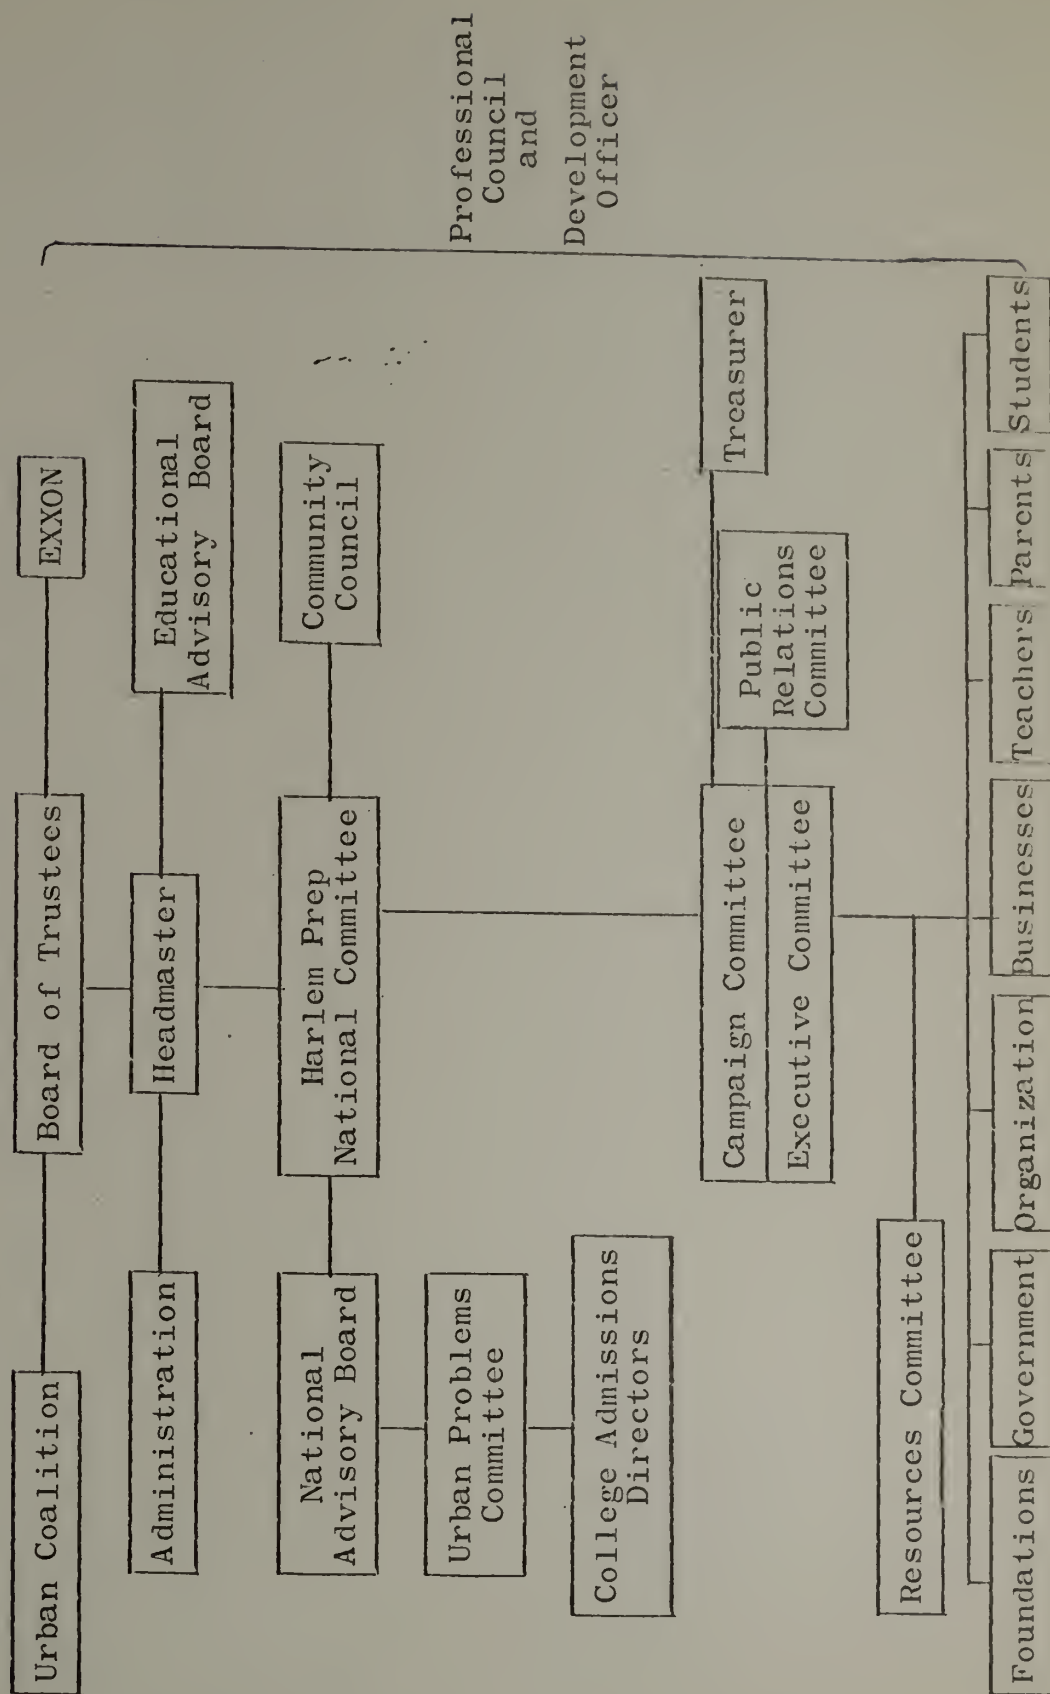 Urban Coalition
Board of Trustees
EXXON
Administration
Headmaster
Educational
Advisory Board
National
Advisory Board
Harlem Prep
National Committee
Community
Council
Urban Problems
Committee
College Admissions
Directors
Campaign Committee
Executive Committee
Treasurer
Public
Relations
Committee
Resources Committee
Foundations
Government
Organization
Businesses
Teachers
Parents
Students
Professional
Council
and
Development
Officer